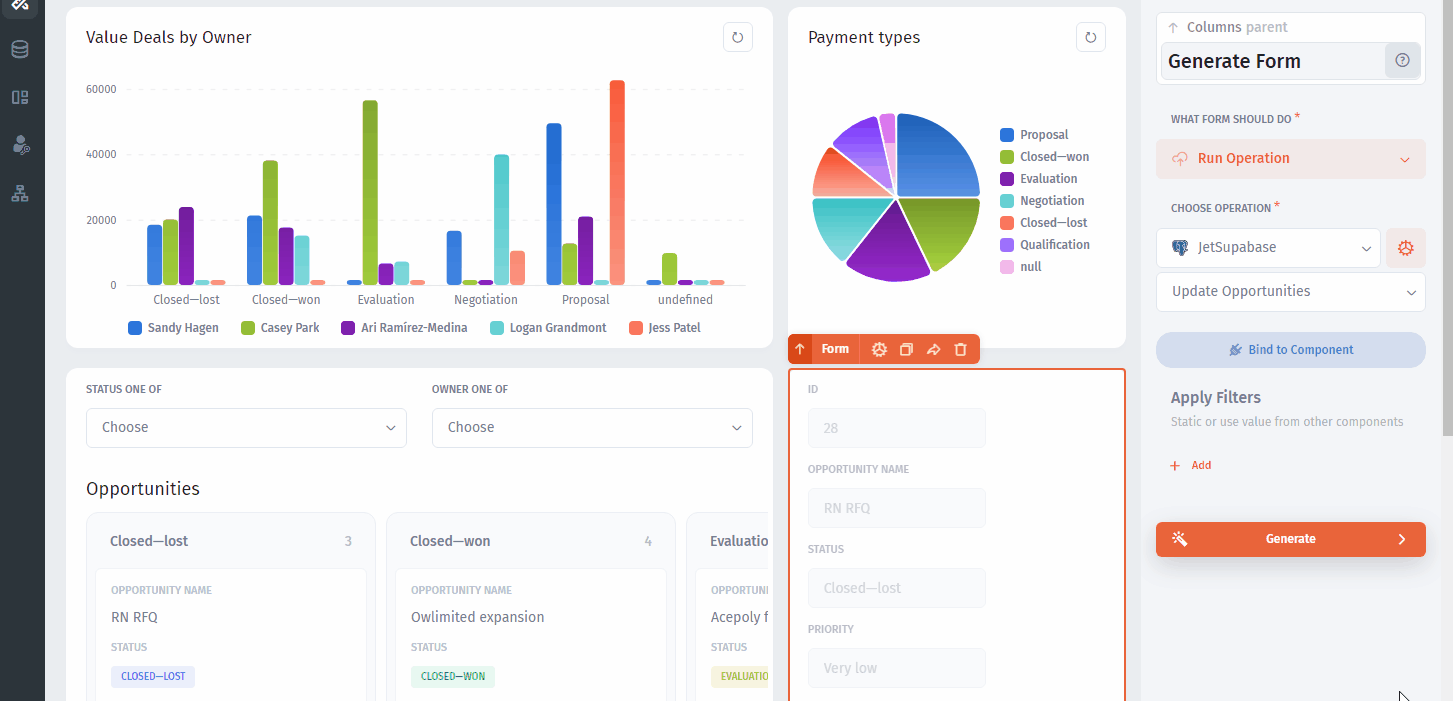 Value Deals by Owner
60000
40000
20000
0
Closed—lost
Closed—won
Evaluation
Negotiation
Proposal
undefined
Sandy Hagen
Casey Park
Ari Ramírez-Medina
Logan Grandmont
Jess Patel
Payment types
Proposal
Closed—won
Evaluation
Negotiation
Closed—lost
Qualification
null
STATUS ONE OF
Choose
OWNER ONE OF
Choose
Opportunities
Closed—lost
3
OPPORTUNITY NAME
RN RFQ
STATUS
CLOSED—LOST
Closed—won
4
OPPORTUNITY NAME
Owlimited expansion
STATUS
CLOSED—WON
Evaluatio
OPPORTUNI
Acepoly f
STATUS
EVALUATIO
Form
ID
28
OPPORTUNITY NAME
RN RFQ
STATUS
Closed—lost
PRIORITY
Very low
Columns parent
Generate Form
?
WHAT FORM SHOULD DO *
Run Operation
CHOOSE OPERATION *
JetSupabase
Update Opportunities
Bind to Component
Apply Filters
Static or use value from other components
+ Add
Generate